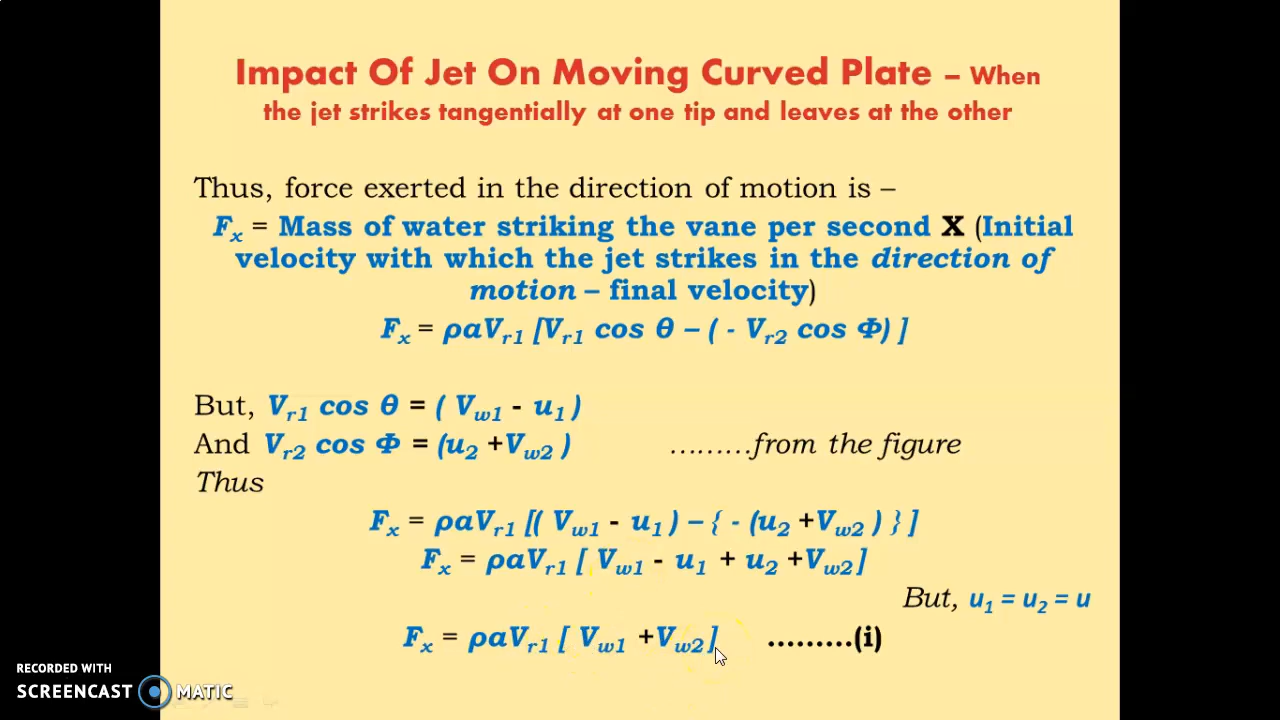 Impact Of Jet On Moving Curved Plate – When
the jet strikes tangentially at one tip and leaves at the other
Thus, force exerted in the direction of motion is –
Fx = Mass of water striking the vane per second X (Initial
velocity with which the jet strikes in the direction of
motion – final velocity)
Fx = ρaVr1 [Vr1 cos θ – ( - Vr2 cos Φ) ]
But, Vr1 cos θ = ( Vw1 - u1 )
And Vr2 cos Φ = (u2 +Vw2 ) ………from the figure
Thus
Fx = ρaVr1 [( Vw1 - u1 ) – { - (u2 +Vw2 ) } ]
Fx = ρaVr1 [ Vw1 - u1 + u2 +Vw2]
But, u1 = u2 = u
Fx = ρaVr1 [ Vw1 +Vw2] ………(i)
RECORDED WITH
SCREENCAST MATIC